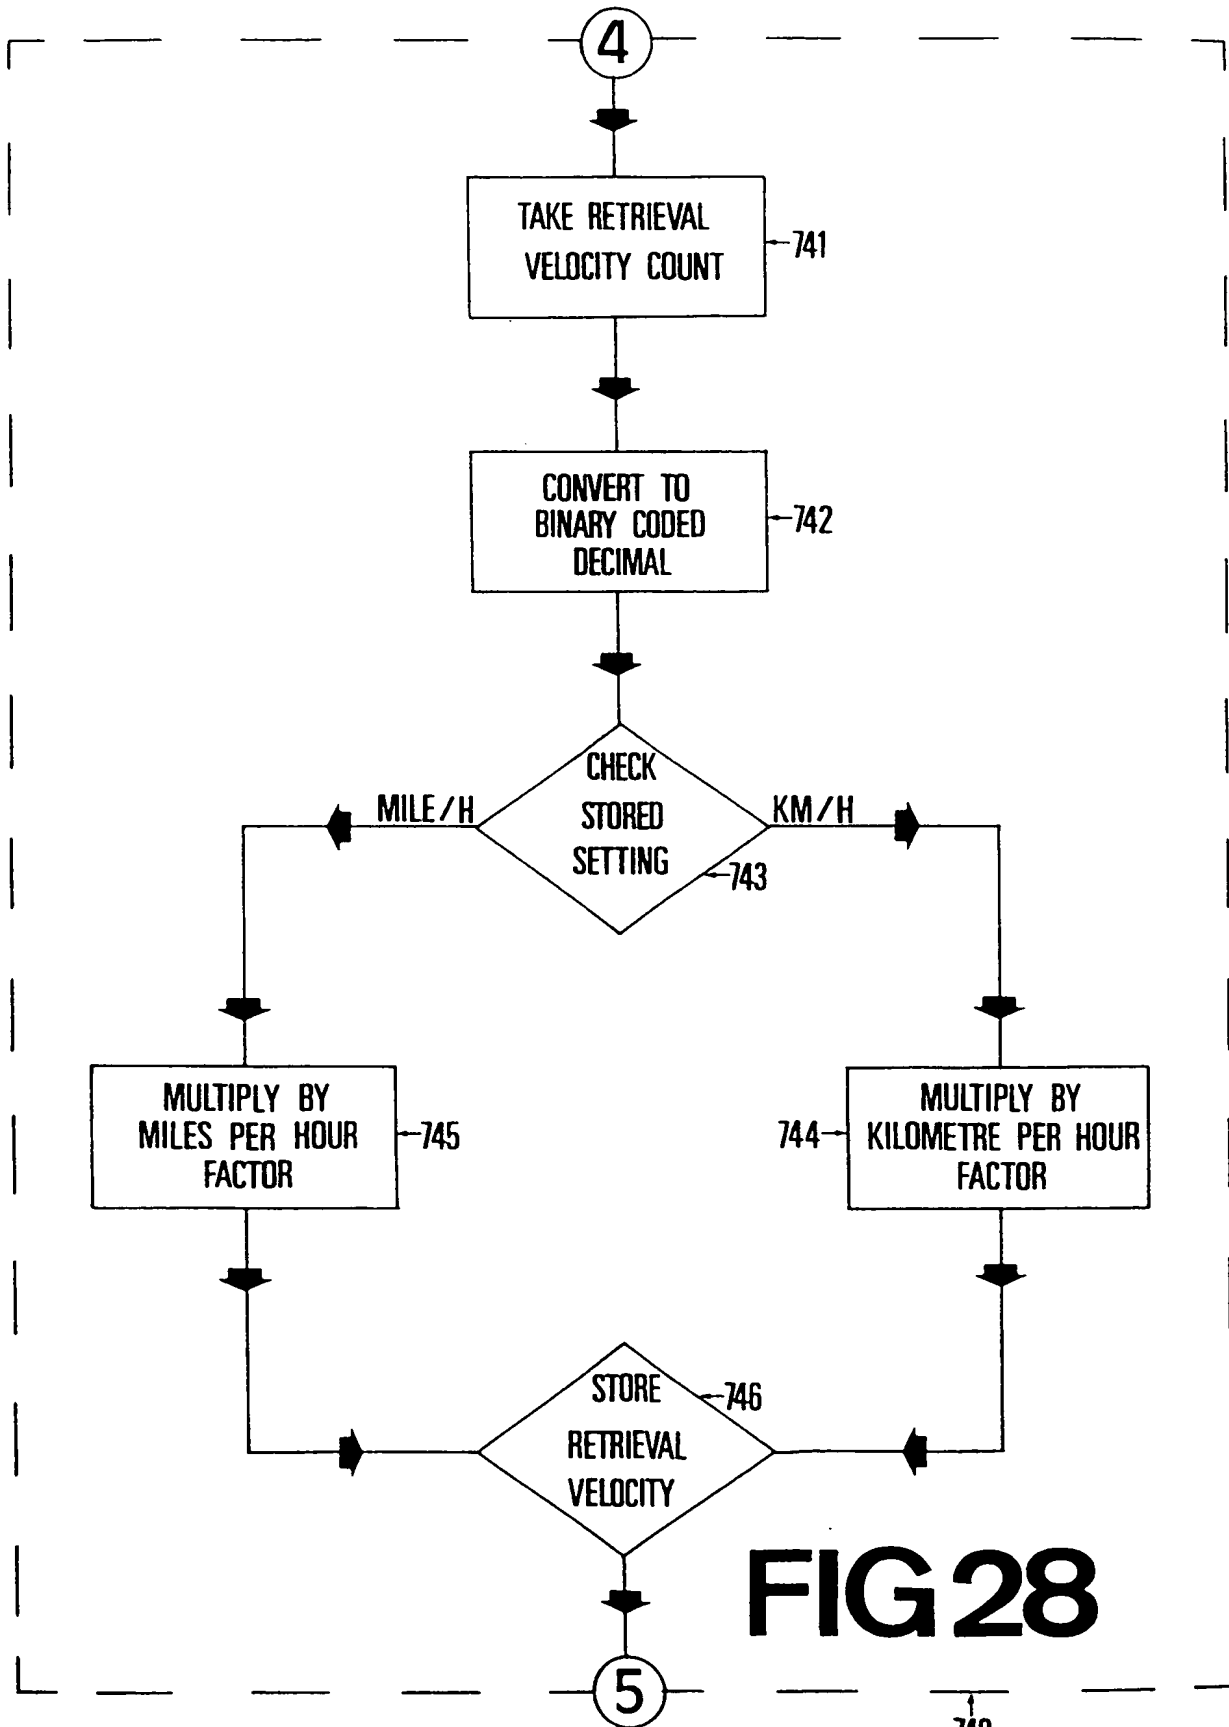 4
TAKE RETRIEVAL
VELOCITY COUNT
741
CONVERT TO
BINARY CODED
DECIMAL
742
CHECK
STORED
SETTING
MILE/H
KM/H
743
MULTIPLY BY
MILES PER HOUR
FACTOR
745
744
MULTIPLY BY
KILOMETRE PER HOUR
FACTOR
STORE
RETRIEVAL
VELOCITY
746
FIG 28
5